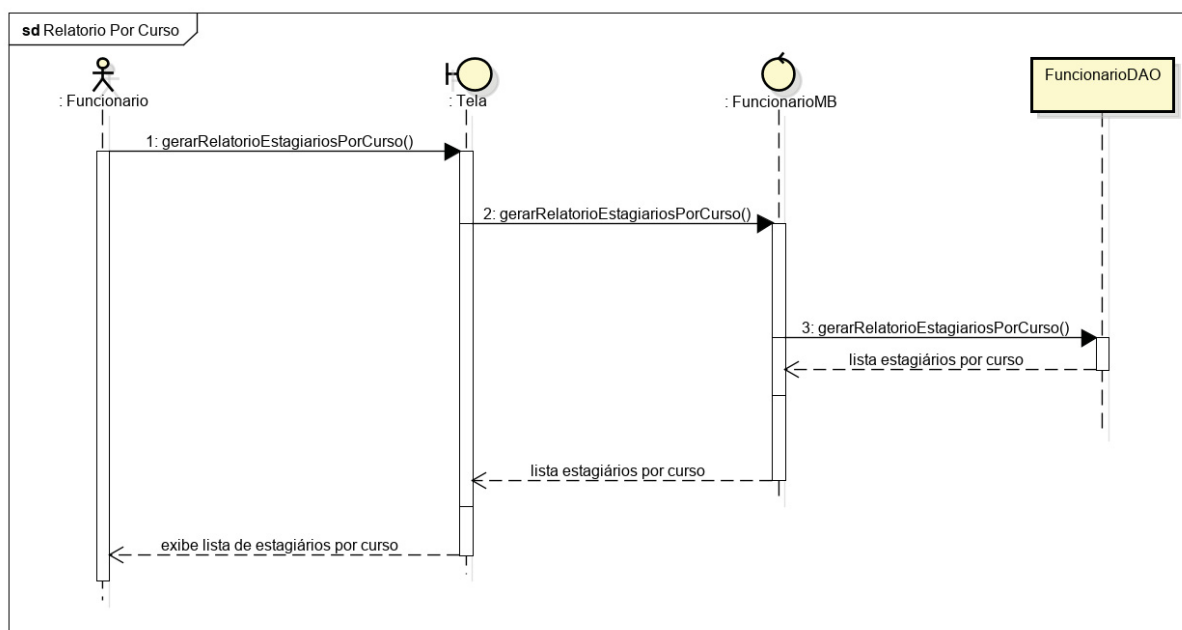 sd Relatorio Por Curso
: Funcionario
: Tela
: FuncionarioMB
FuncionarioDAO
1: gerarRelatorioEstagiariosPorCurso()
2: gerarRelatorioEstagiariosPorCurso()
3: gerarRelatorioEstagiariosPorCurso()
lista estagiários por curso
lista estagiários por curso
exibe lista de estagiários por curso